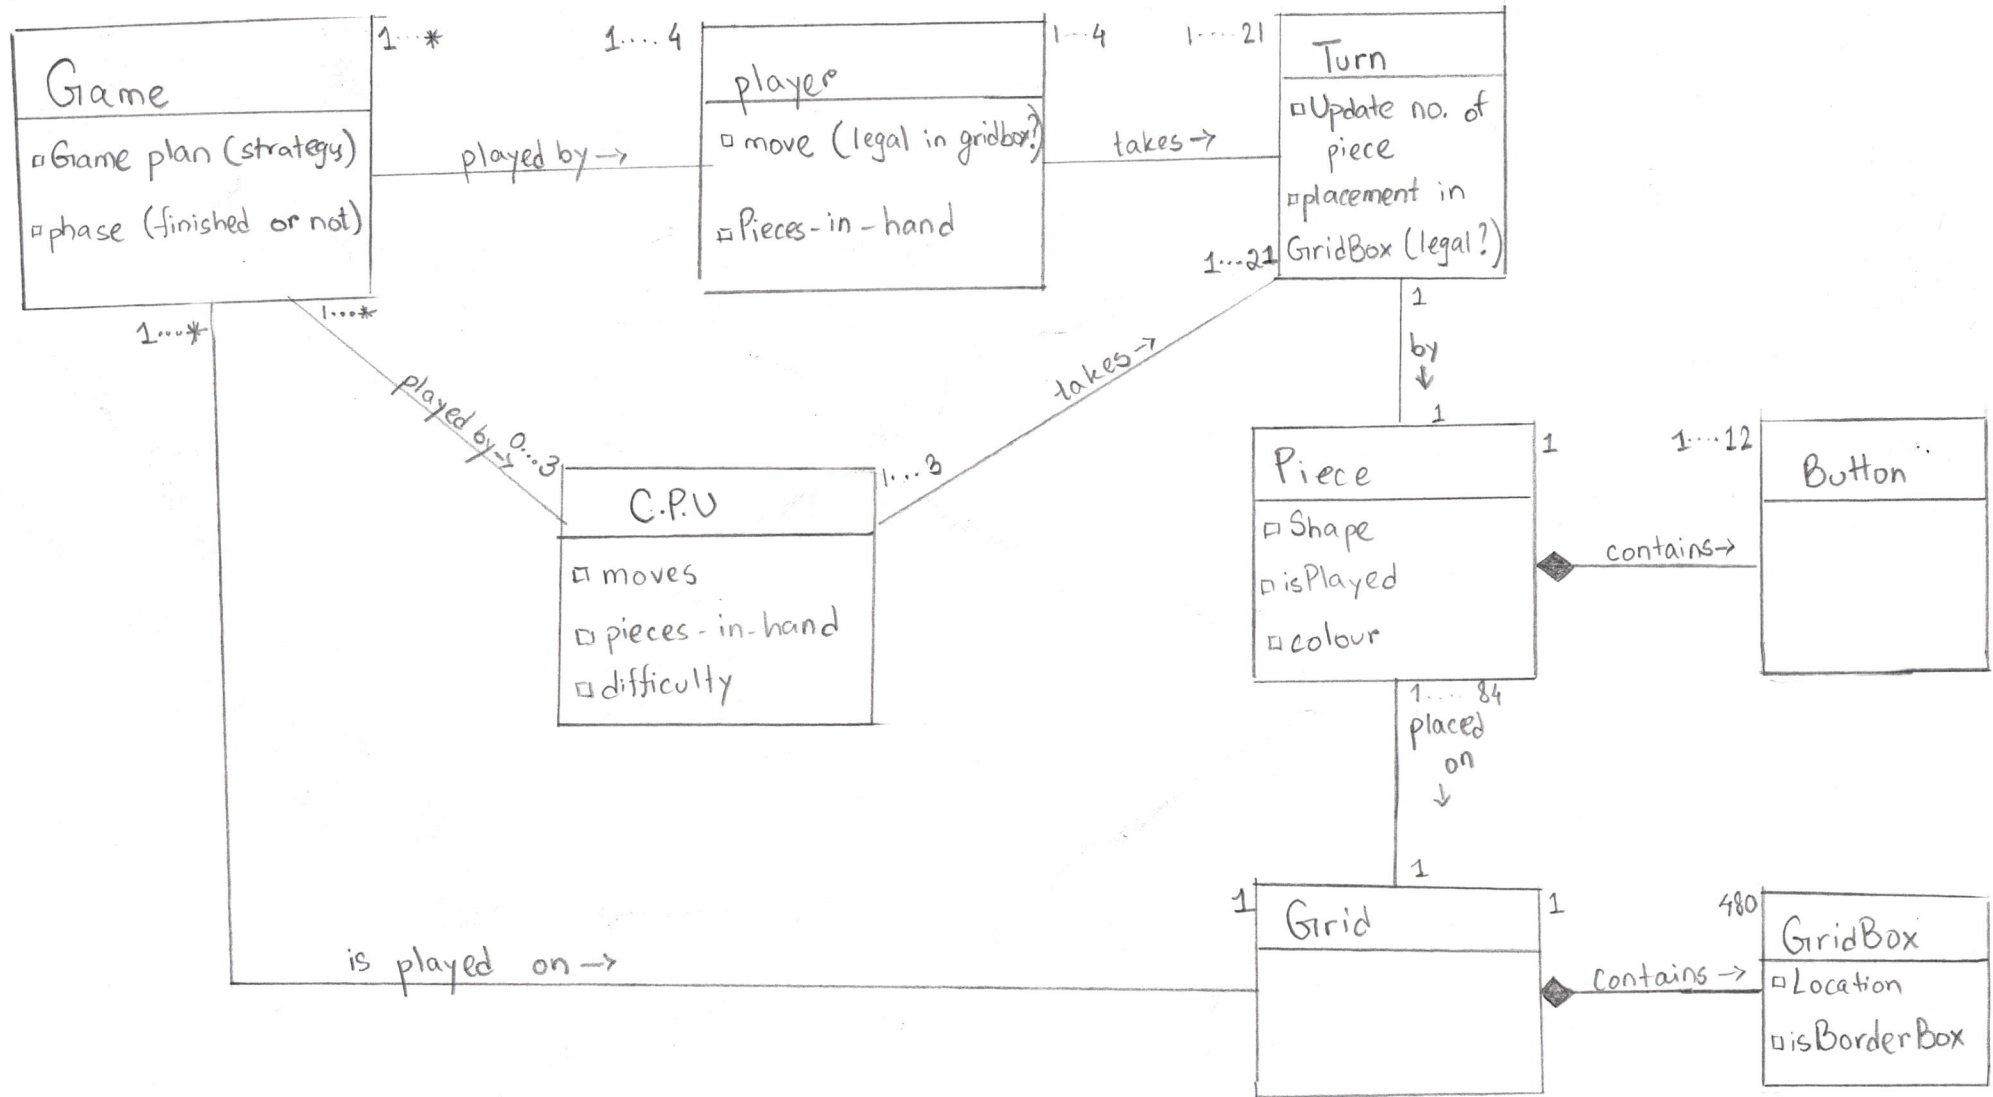 Game
▫Game plan (strategy)
▫phase (finished or not)
1...*
played by→
1....4
player
▫move (legal in gridbox?)
▫Pieces-in-hand
1...4
takes→
1....21
Turn
▫Update no. of
piece
▫placement in
GridBox (legal?)
1...*
1...*
played by→
0...3
C.P.U
▫moves
▫pieces-in-hand
▫difficulty
1...3
takes→
1...21
1
by
↓
1
Piece
▫Shape
▫isPlayed
▫colour
1
contains→
1....12
Button
1....84
placed
on
↓
1
is played on→
1
Grid
1
contains→
480
GridBox
▫Location
▫isBorderBox